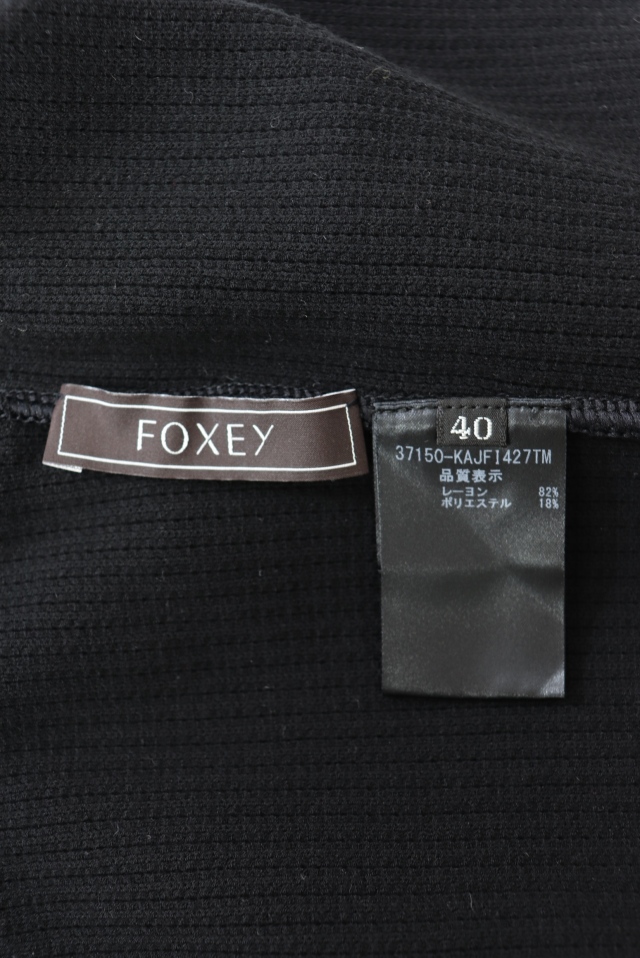 FOXEY
40
37150-KAJFI427TM
品質表示
レーヨン 82%
ポリエステル 18%